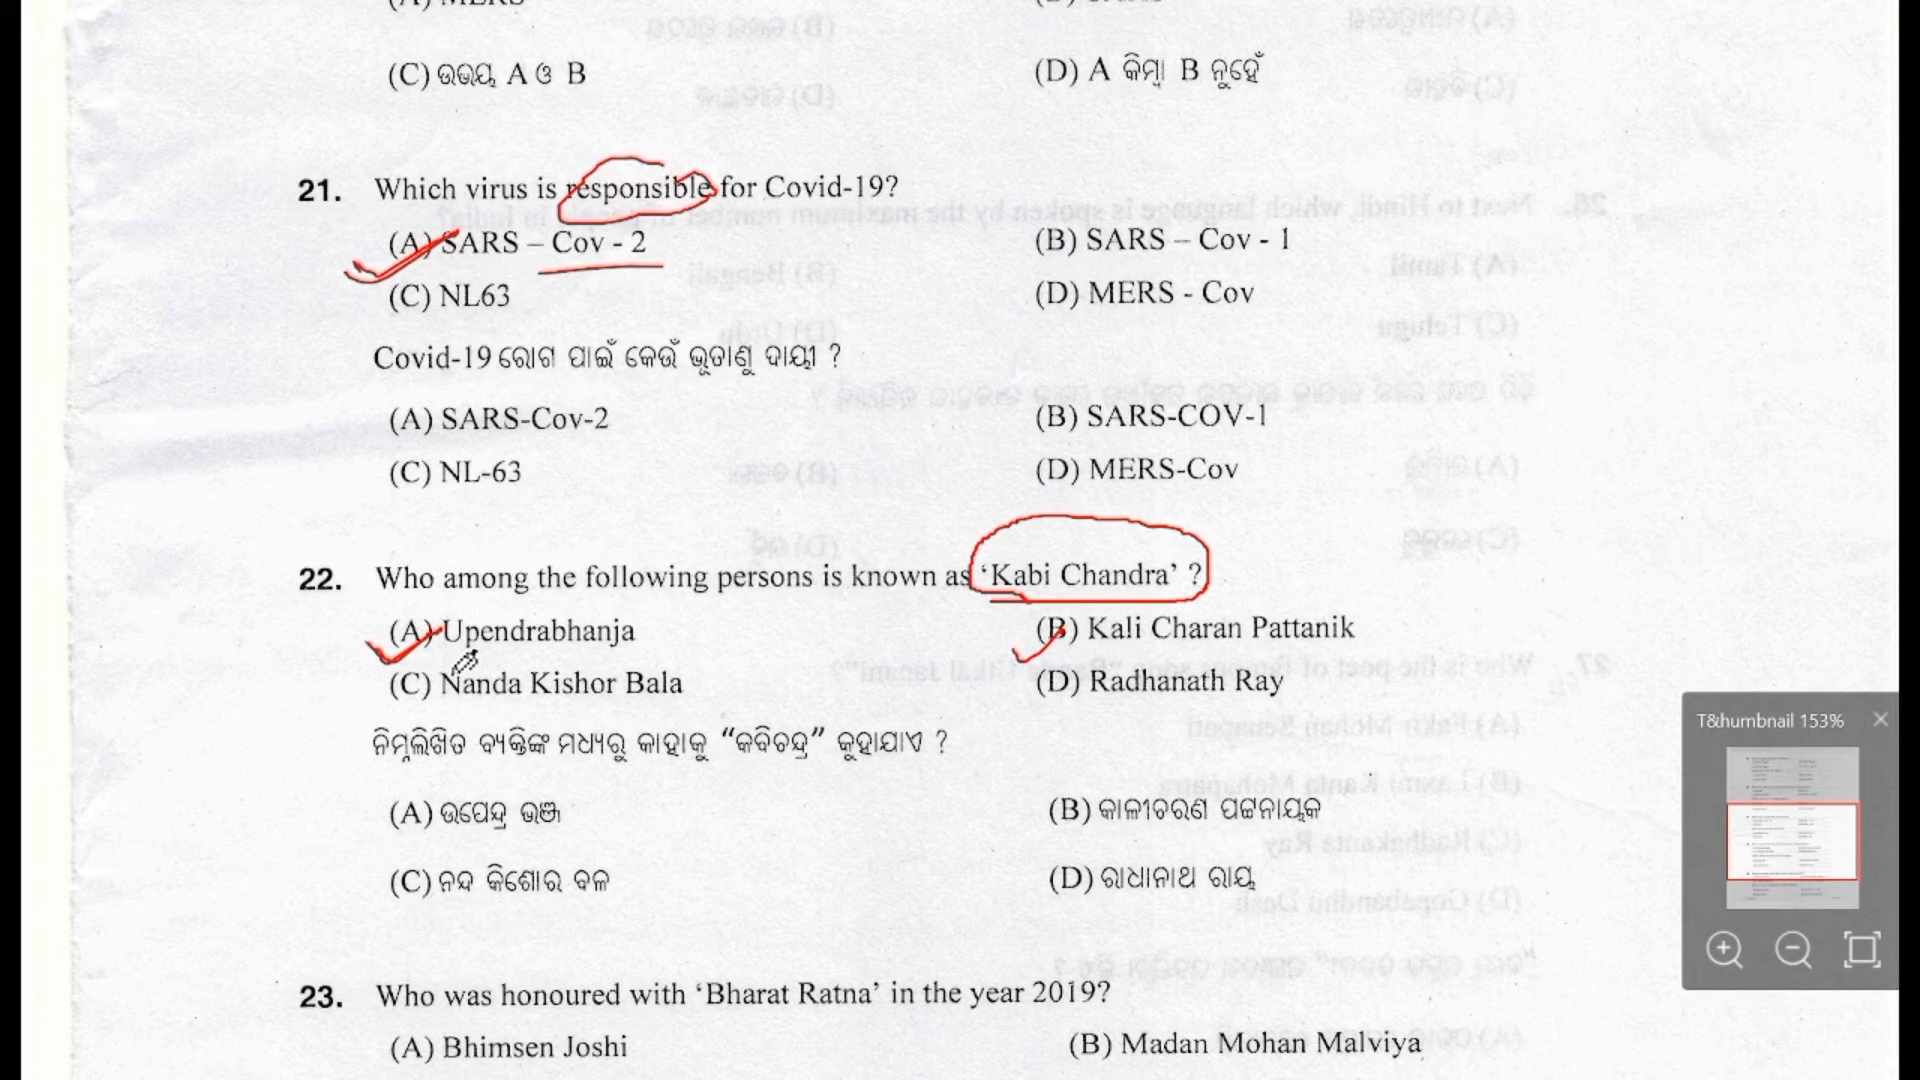 (C) ଉଭୟ A ଓ B
(D) A କିମ୍ବା B ନୁହେଁ
21. Which virus is responsible for Covid-19?
(A) SARS – Cov - 2
(B) SARS – Cov - 1
(C) NL63
(D) MERS - Cov
Covid-19 ରୋଗ ପାଇଁ କେଉଁ ଭୂତାଣୁ ଦାୟୀ ?
(A) SARS-Cov-2
(B) SARS-COV-1
(C) NL-63
(D) MERS-Cov
22. Who among the following persons is known as ‘Kabi Chandra’ ?
(A) Upendrabhanja
(B) Kali Charan Pattanik
(C) Nanda Kishor Bala
(D) Radhanath Ray
ନିମ୍ନଲିଖିତ ବ୍ୟକ୍ତିଙ୍କ ମଧ୍ୟରୁ କାହାକୁ “କବିଚନ୍ଦ୍ର” କୁହାଯାଏ ?
(A) ଉପେନ୍ଦ୍ର ଭଞ୍ଜ
(B) କାଳୀଚରଣ ପଟ୍ଟନାୟକ
(C) ନନ୍ଦ କିଶୋର ବଳ
(D) ରାଧାନାଥ ରାୟ
T&humbnail 153%
23. Who was honoured with ‘Bharat Ratna’ in the year 2019?
(A) Bhimsen Joshi
(B) Madan Mohan Malviya